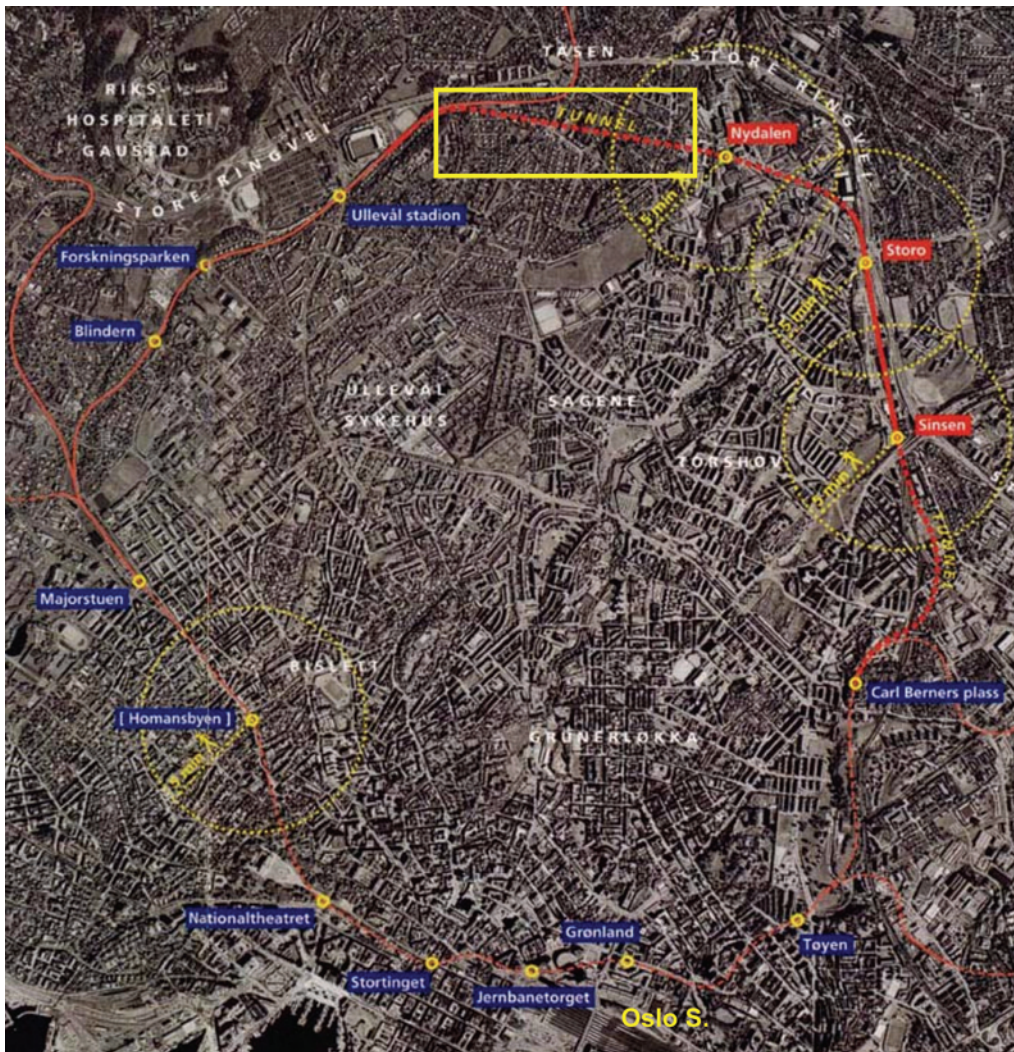 TÅSEN
STORE RINGVEI
RIKS
HOSPITALET
GAUSTAD
STORE RINGVEI
TUNNEL
Nydalen
5 min
Ullevål stadion
Forskningsparken
Storo
5 min
Blindern
ULLEVÅL
SYKEHUS
SAGENE
Sinsen
TORSHOV
5 min
TUNNEL
Majorstuen
BISLETT
Carl Berners plass
[ Homansbyen ]
5 min
GRÜNERLØKKA
Nationaltheatret
Grønland
Tøyen
Stortinget
Jernbanetorget
Oslo S.